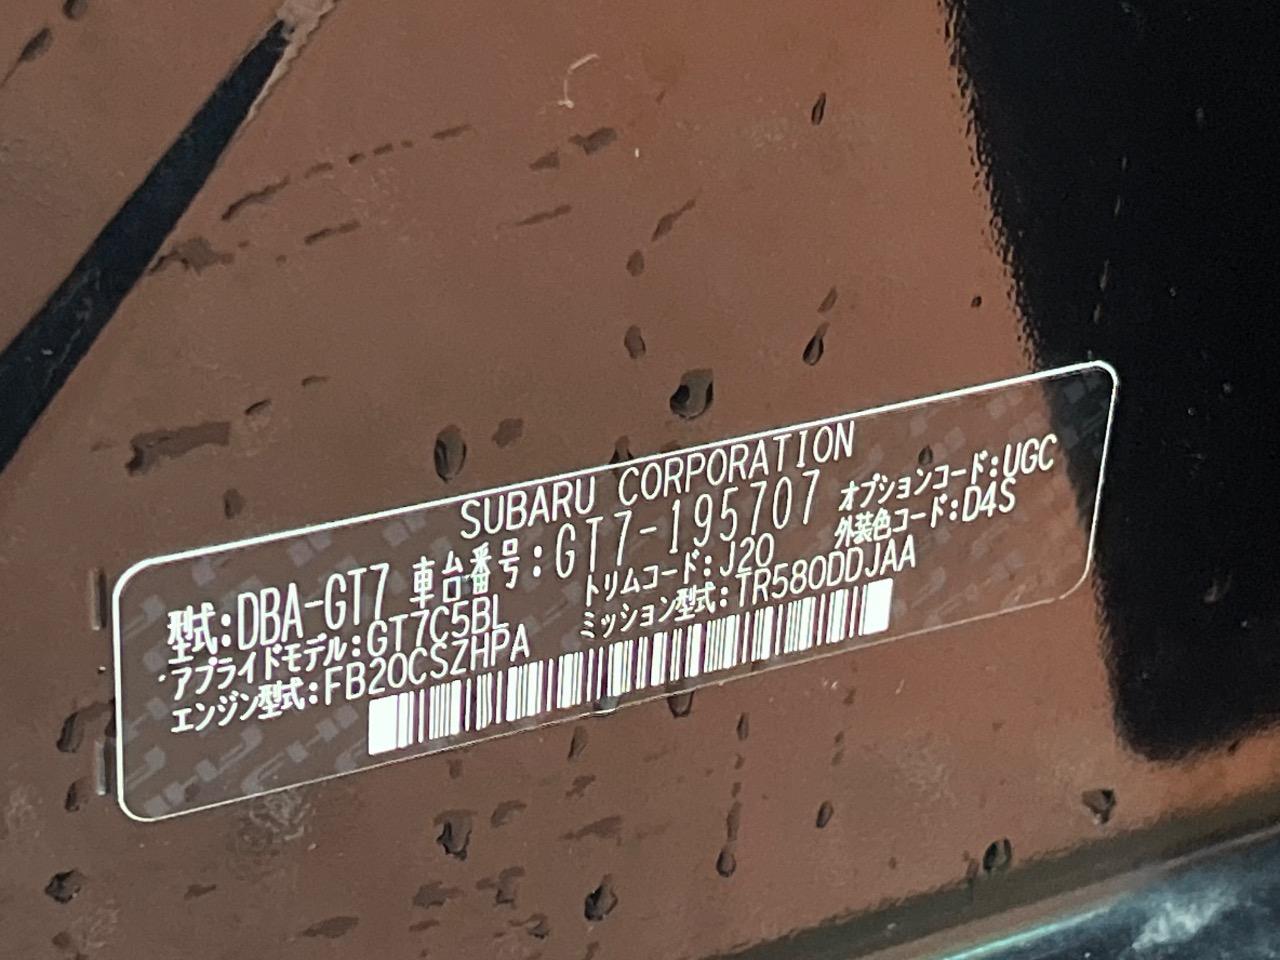 SUBARU CORPORATION
型式:DBA-GT7 車台番号:GT7-195707 オプションコード:UGC
アプライドモデル:GT7C5BL トリムコード:J20 外装色コード:D4S
エンジン型式:FB20CSZHPA ミッション型式:TR580DDJAA